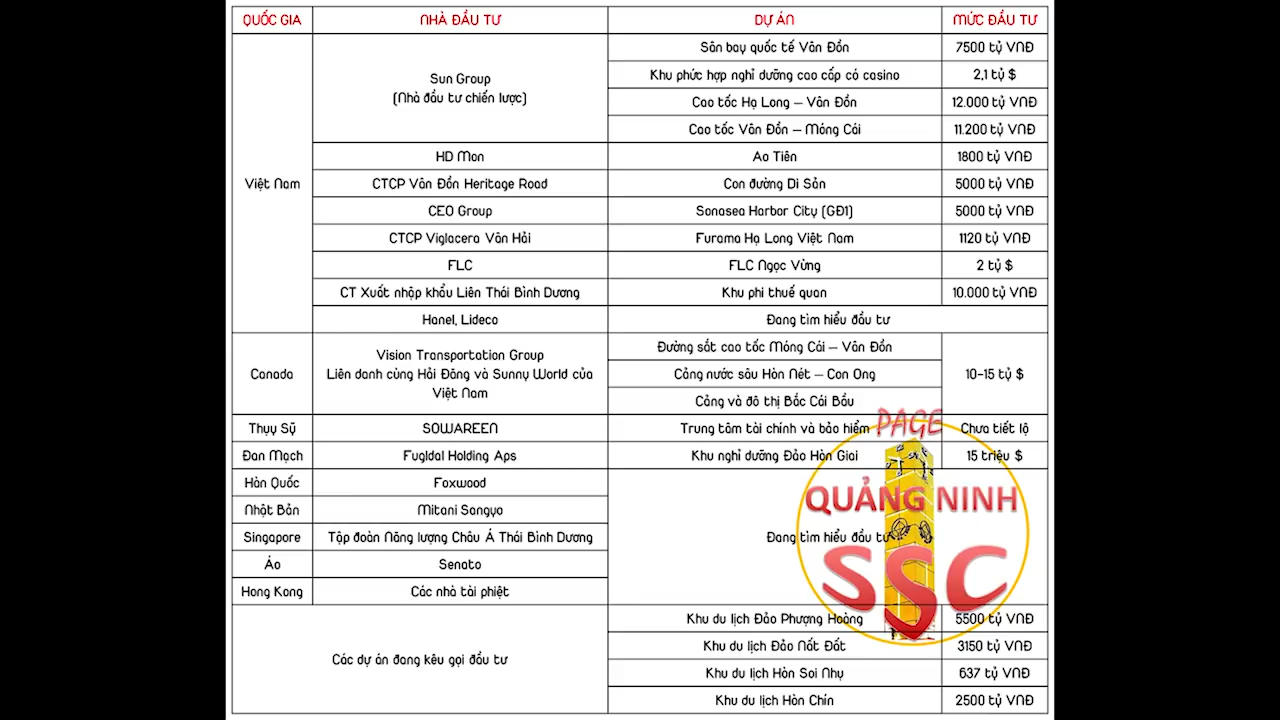 QUỐC GIA NHÀ ĐẦU TƯ DỰ ÁN MỨC ĐẦU TƯ
Việt Nam
Sun Group
(Nhà đầu tư chiến lược)
Sân bay quốc tế Vân Đồn 7500 tỷ VNĐ
Khu phức hợp nghỉ dưỡng cao cấp có casino 2,1 tỷ $
Cao tốc Hạ Long – Vân Đồn 12.000 tỷ VNĐ
Cao tốc Vân Đồn – Móng Cái 11.200 tỷ VNĐ
HD Mon Ao Tiên 1800 tỷ VNĐ
CTCP Vân Đồn Heritage Road Con đường Di Sản 5000 tỷ VNĐ
CEO Group Sonasea Harbor City (GĐ1) 5000 tỷ VNĐ
CTCP Viglacera Vân Hải Furama Hạ Long Việt Nam 1120 tỷ VNĐ
FLC FLC Ngọc Vừng 2 tỷ $
CT Xuất nhập khẩu Liên Thái Bình Dương Khu phi thuế quan 10.000 tỷ VNĐ
Hanel, Lideco Đang tìm hiểu đầu tư
Canada
Vision Transportation Group
Liên danh cùng Hải Đăng và Sunny World của
Việt Nam
Đường sắt cao tốc Móng Cái – Vân Đồn
Cảng nước sâu Hòn Nét – Con Ong
Cảng và đô thị Bắc Cái Bầu
10-15 tỷ $
Thụy Sỹ SOWAREEN Trung tâm tài chính và bảo hiểm Chưa tiết lộ
Đan Mạch Fugldal Holding Aps Khu nghỉ dưỡng Đảo Hòn Giai 15 triệu $
Hàn Quốc Foxwood
Nhật Bản Mitani Sangyo
Singapore Tập đoàn Năng lượng Châu Á Thái Bình Dương
Áo Senato
Hong Kong Các nhà tài phiệt
Đang tìm hiểu đầu tư
Các dự án đang kêu gọi đầu tư
Khu du lịch Đảo Phượng Hoàng 5500 tỷ VNĐ
Khu du lịch Đảo Nất Đất 3150 tỷ VNĐ
Khu du lịch Hòn Soi Nhụ 637 tỷ VNĐ
Khu du lịch Hòn Chín 2500 tỷ VNĐ
PAGE
QUẢNG NINH
SSC